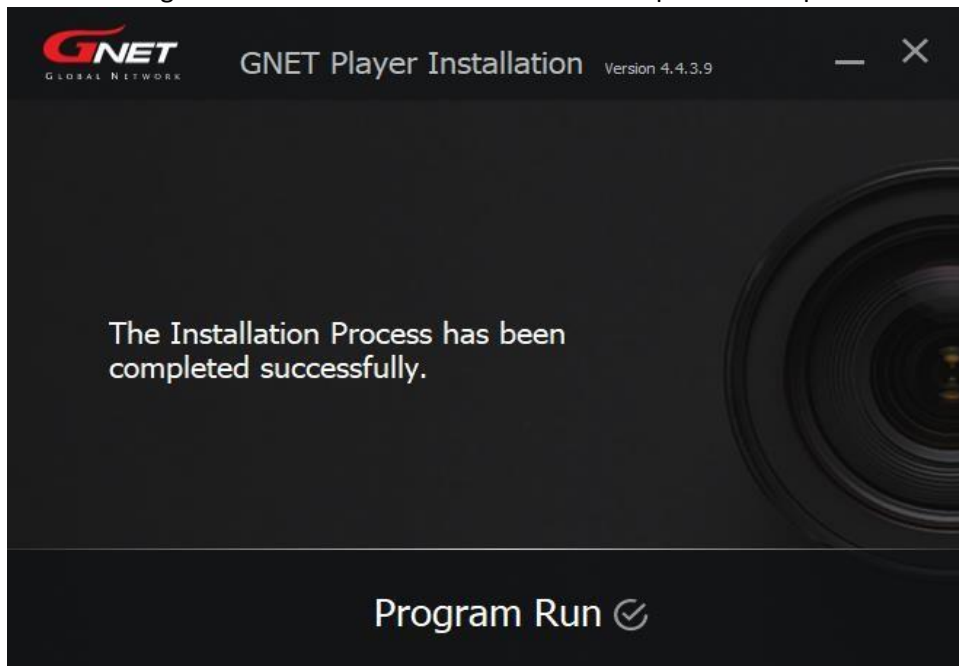 GNET
GLOBAL NETWORK
GNET Player Installation Version 4.4.3.9
The Installation Process has been
completed successfully.
Program Run